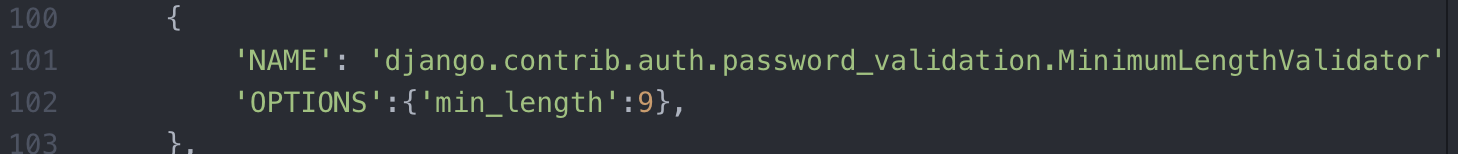 100 {
101 'NAME': 'django.contrib.auth.password_validation.MinimumLengthValidator'
102 'OPTIONS':{'min_length':9},
103 },